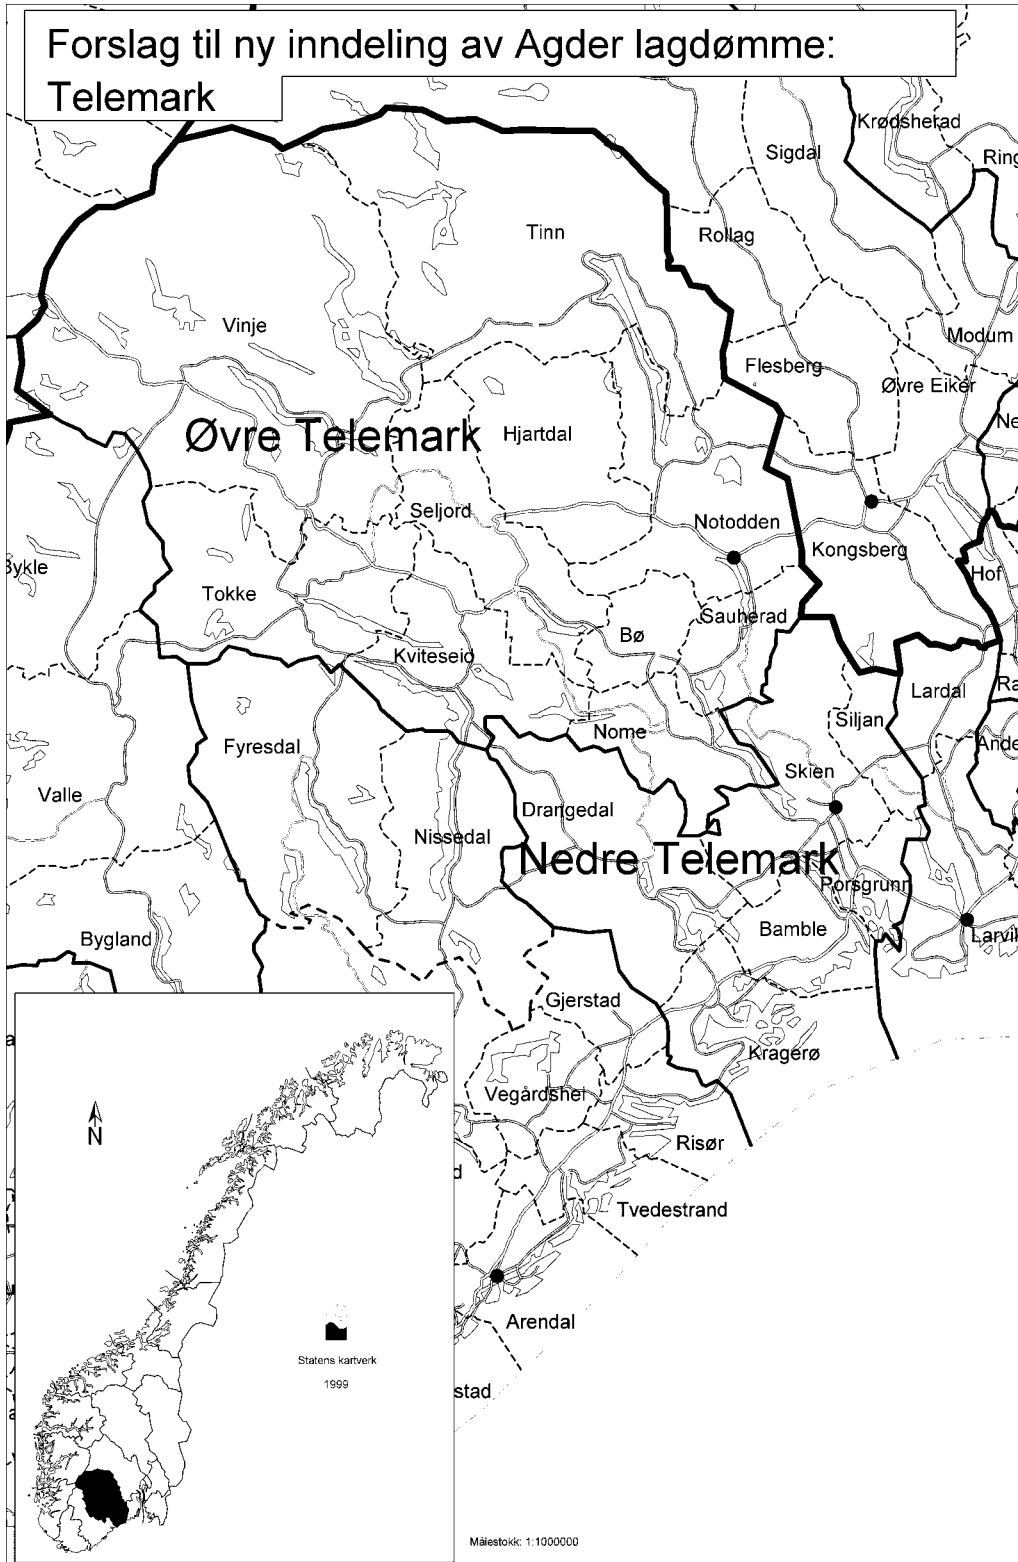 Forslag til ny inndeling av Agder lagdømme:
Telemark
Krødsherad
Sigdal
Tinn
Rollag
Vinje
Modum
Flesberg
Øvre Eiker
Øvre Telemark
Hjartdal
Seljord
Notodden
Kongsberg
Hof
Tokke
Sauherad
Bø
Kviteseid
Lardal
Siljan
Nome
Fyresdal
Skien
Valle
Drangedal
Nissedal
Nedre Telemark
Porsgrunn
Bamble
Bygland
Larvik
Gjerstad
Kragerø
Vegårdshei
N
Risør
Tvedestrand
Arendal
Statens kartverk
1999
stad
Målestokk: 1:1000000